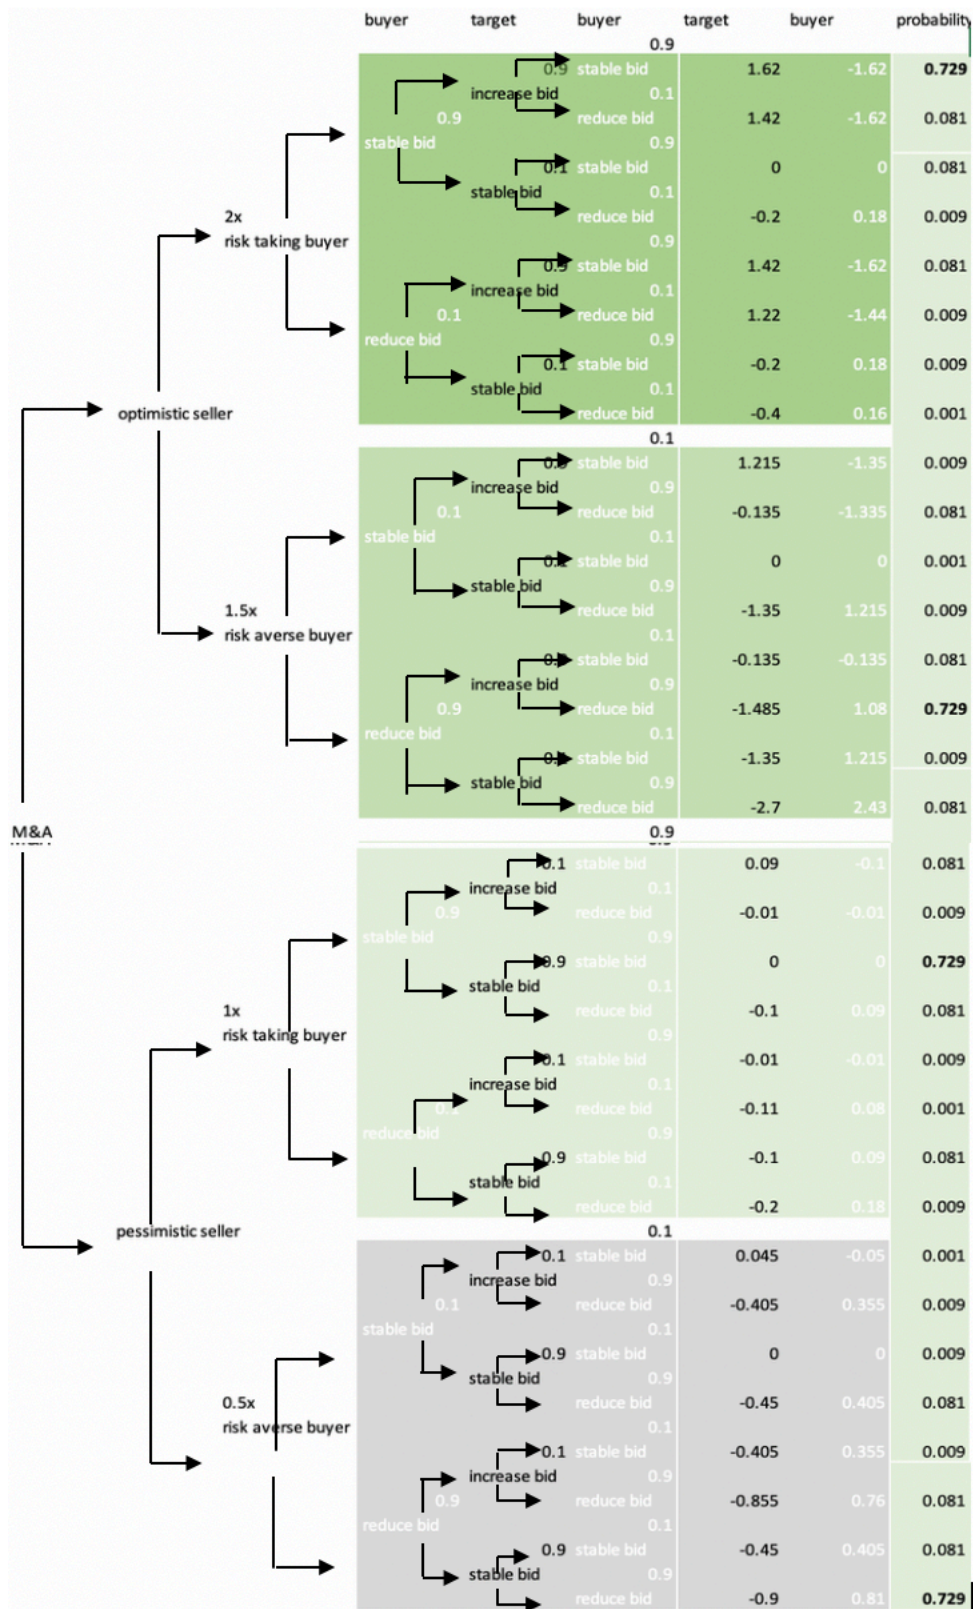 buyer target buyer target buyer probability
0.9
0.9 stable bid 1.62 -1.62 0.729
increase bid 0.1
0.9 reduce bid 1.42 -1.62 0.081
stable bid 0.9
0.1 stable bid 0 0 0.081
stable bid 0.1
2x reduce bid -0.2 0.18 0.009
risk taking buyer 0.9
0.9 stable bid 1.42 -1.62 0.081
increase bid 0.1
0.1 reduce bid 1.22 -1.44 0.009
reduce bid 0.9
0.1 stable bid -0.2 0.18 0.009
stable bid 0.1
optimistic seller reduce bid -0.4 0.16 0.001
0.1
0.9 stable bid 1.215 -1.35 0.009
increase bid 0.9
0.1 reduce bid -0.135 -1.335 0.081
stable bid 0.1
0.1 stable bid 0 0 0.001
stable bid 0.9
1.5x reduce bid -1.35 1.215 0.009
risk averse buyer 0.1
0.9 stable bid -0.135 -0.135 0.081
increase bid 0.9
0.9 reduce bid -1.485 1.08 0.729
reduce bid 0.1
0.1 stable bid -1.35 1.215 0.009
stable bid 0.9
reduce bid -2.7 2.43 0.081
M&A 0.9
0.1 stable bid 0.09 -0.1 0.081
increase bid 0.1
0.9 reduce bid -0.01 -0.01 0.009
stable bid 0.9
0.9 stable bid 0 0 0.729
stable bid 0.1
1x reduce bid -0.1 0.09 0.081
risk taking buyer 0.9
0.1 stable bid -0.01 -0.01 0.009
increase bid 0.1
0.1 reduce bid -0.11 0.08 0.001
reduce bid 0.9
0.9 stable bid -0.1 0.09 0.081
stable bid 0.1
reduce bid -0.2 0.18 0.009
pessimistic seller 0.1
0.1 stable bid 0.045 -0.05 0.001
increase bid 0.9
0.1 reduce bid -0.405 0.355 0.009
stable bid 0.1
0.9 stable bid 0 0 0.009
stable bid 0.9
0.5x reduce bid -0.45 0.405 0.081
risk averse buyer 0.1
0.1 stable bid -0.405 0.355 0.009
increase bid 0.9
0.9 reduce bid -0.855 0.76 0.081
reduce bid 0.1
0.9 stable bid -0.45 0.405 0.081
stable bid 0.9
reduce bid -0.9 0.81 0.729